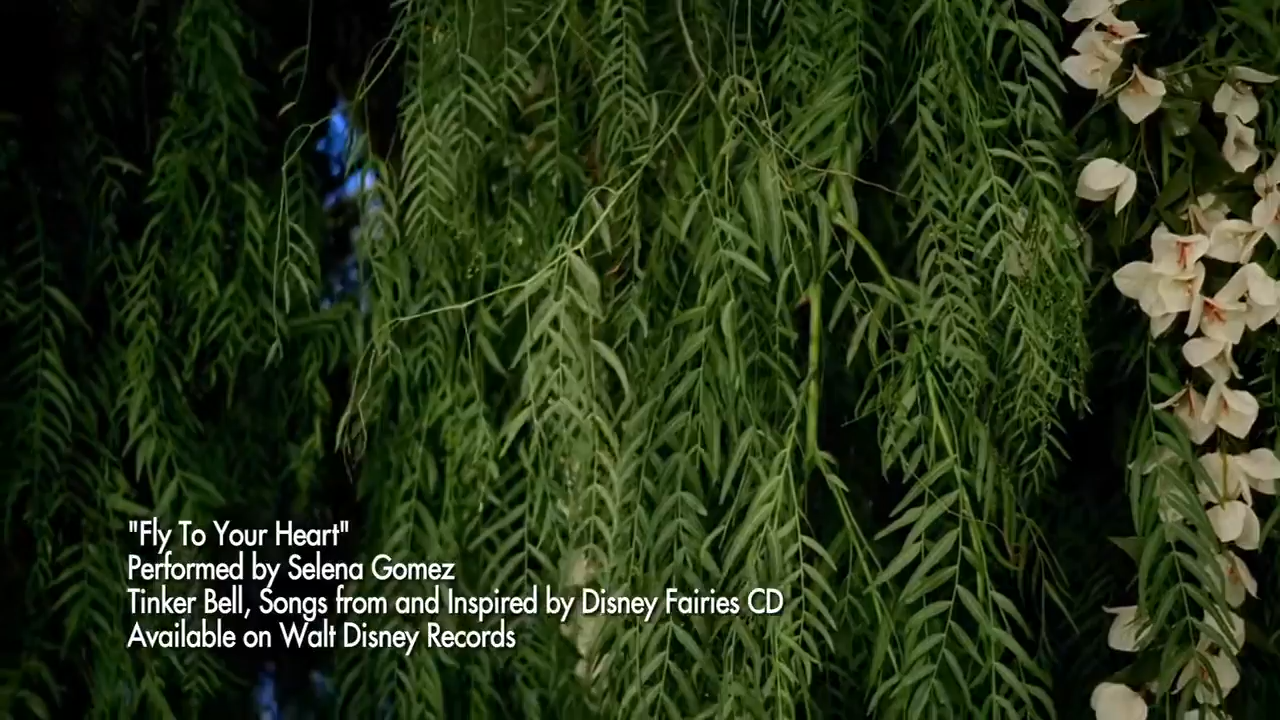 "Fly To Your Heart"
Performed by Selena Gomez
Tinker Bell, Songs from and Inspired by Disney Fairies CD
Available on Walt Disney Records